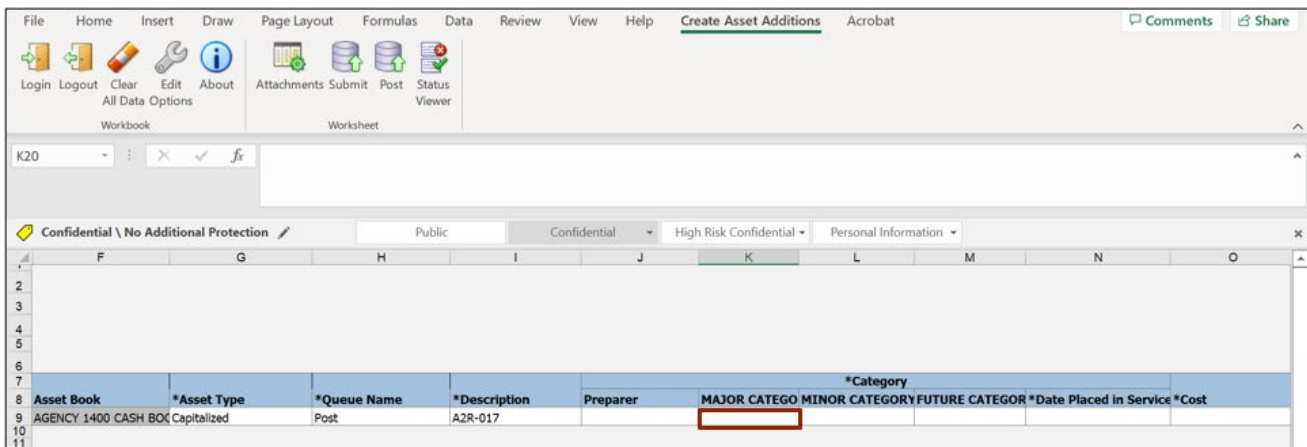 File Home Insert Draw Page Layout Formulas Data Review View Help Create Asset Additions Acrobat Comments Share
Login Logout Clear All Data Edit Options About Attachments Submit Post Status Viewer
Workbook Worksheet
K20 fx
Confidential \ No Additional Protection Public Confidential High Risk Confidential Personal Information
F G H I J K L M N O
2
3
4
5
6
7 *Category
8 Asset Book *Asset Type *Queue Name *Description Preparer MAJOR CATEGO MINOR CATEGORY FUTURE CATEGOR *Date Placed in Service *Cost
9 AGENCY 1400 CASH BOO Capitalized Post A2R-017
10
11